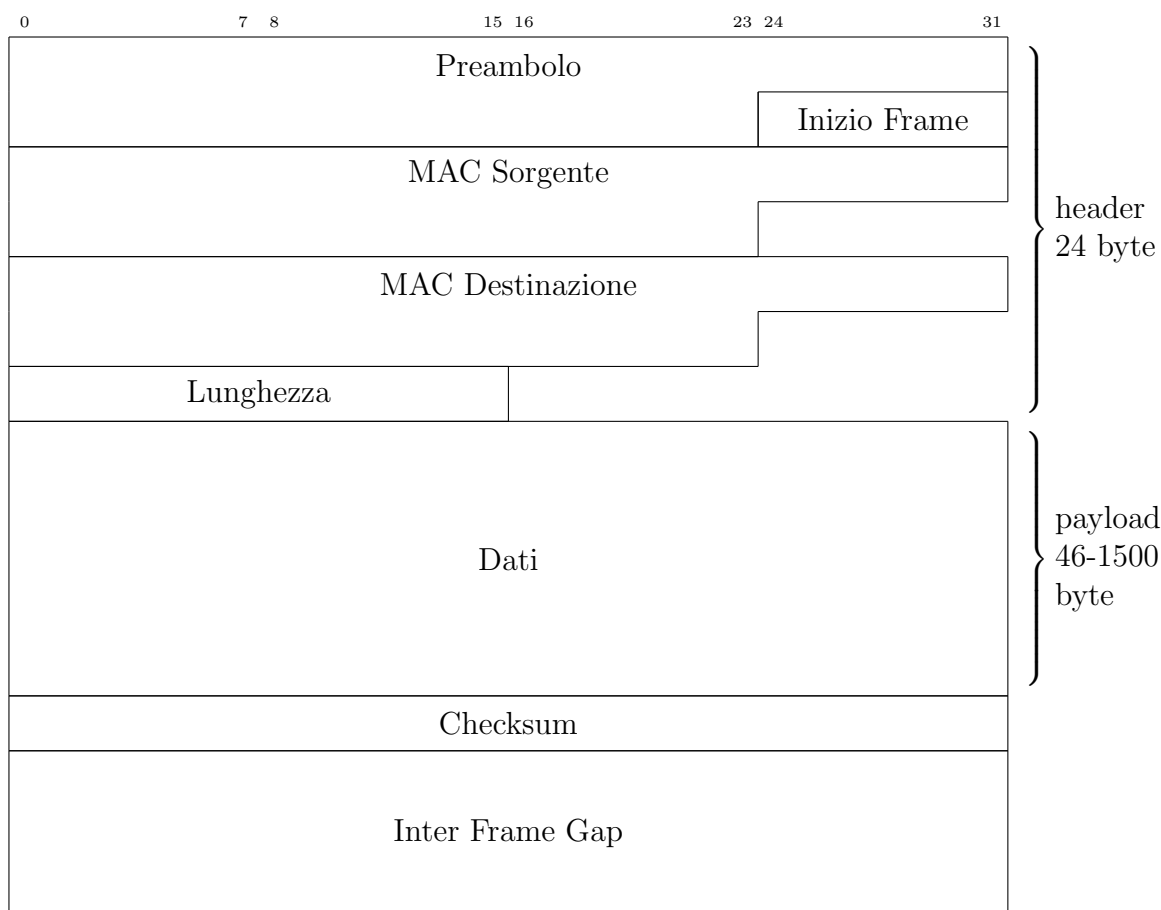 0 7 8 15 16 23 24 31
Preambolo
Inizio Frame
MAC Sorgente
header
24 byte
MAC Destinazione
Lunghezza
payload
46-1500
byte
Dati
Checksum
Inter Frame Gap